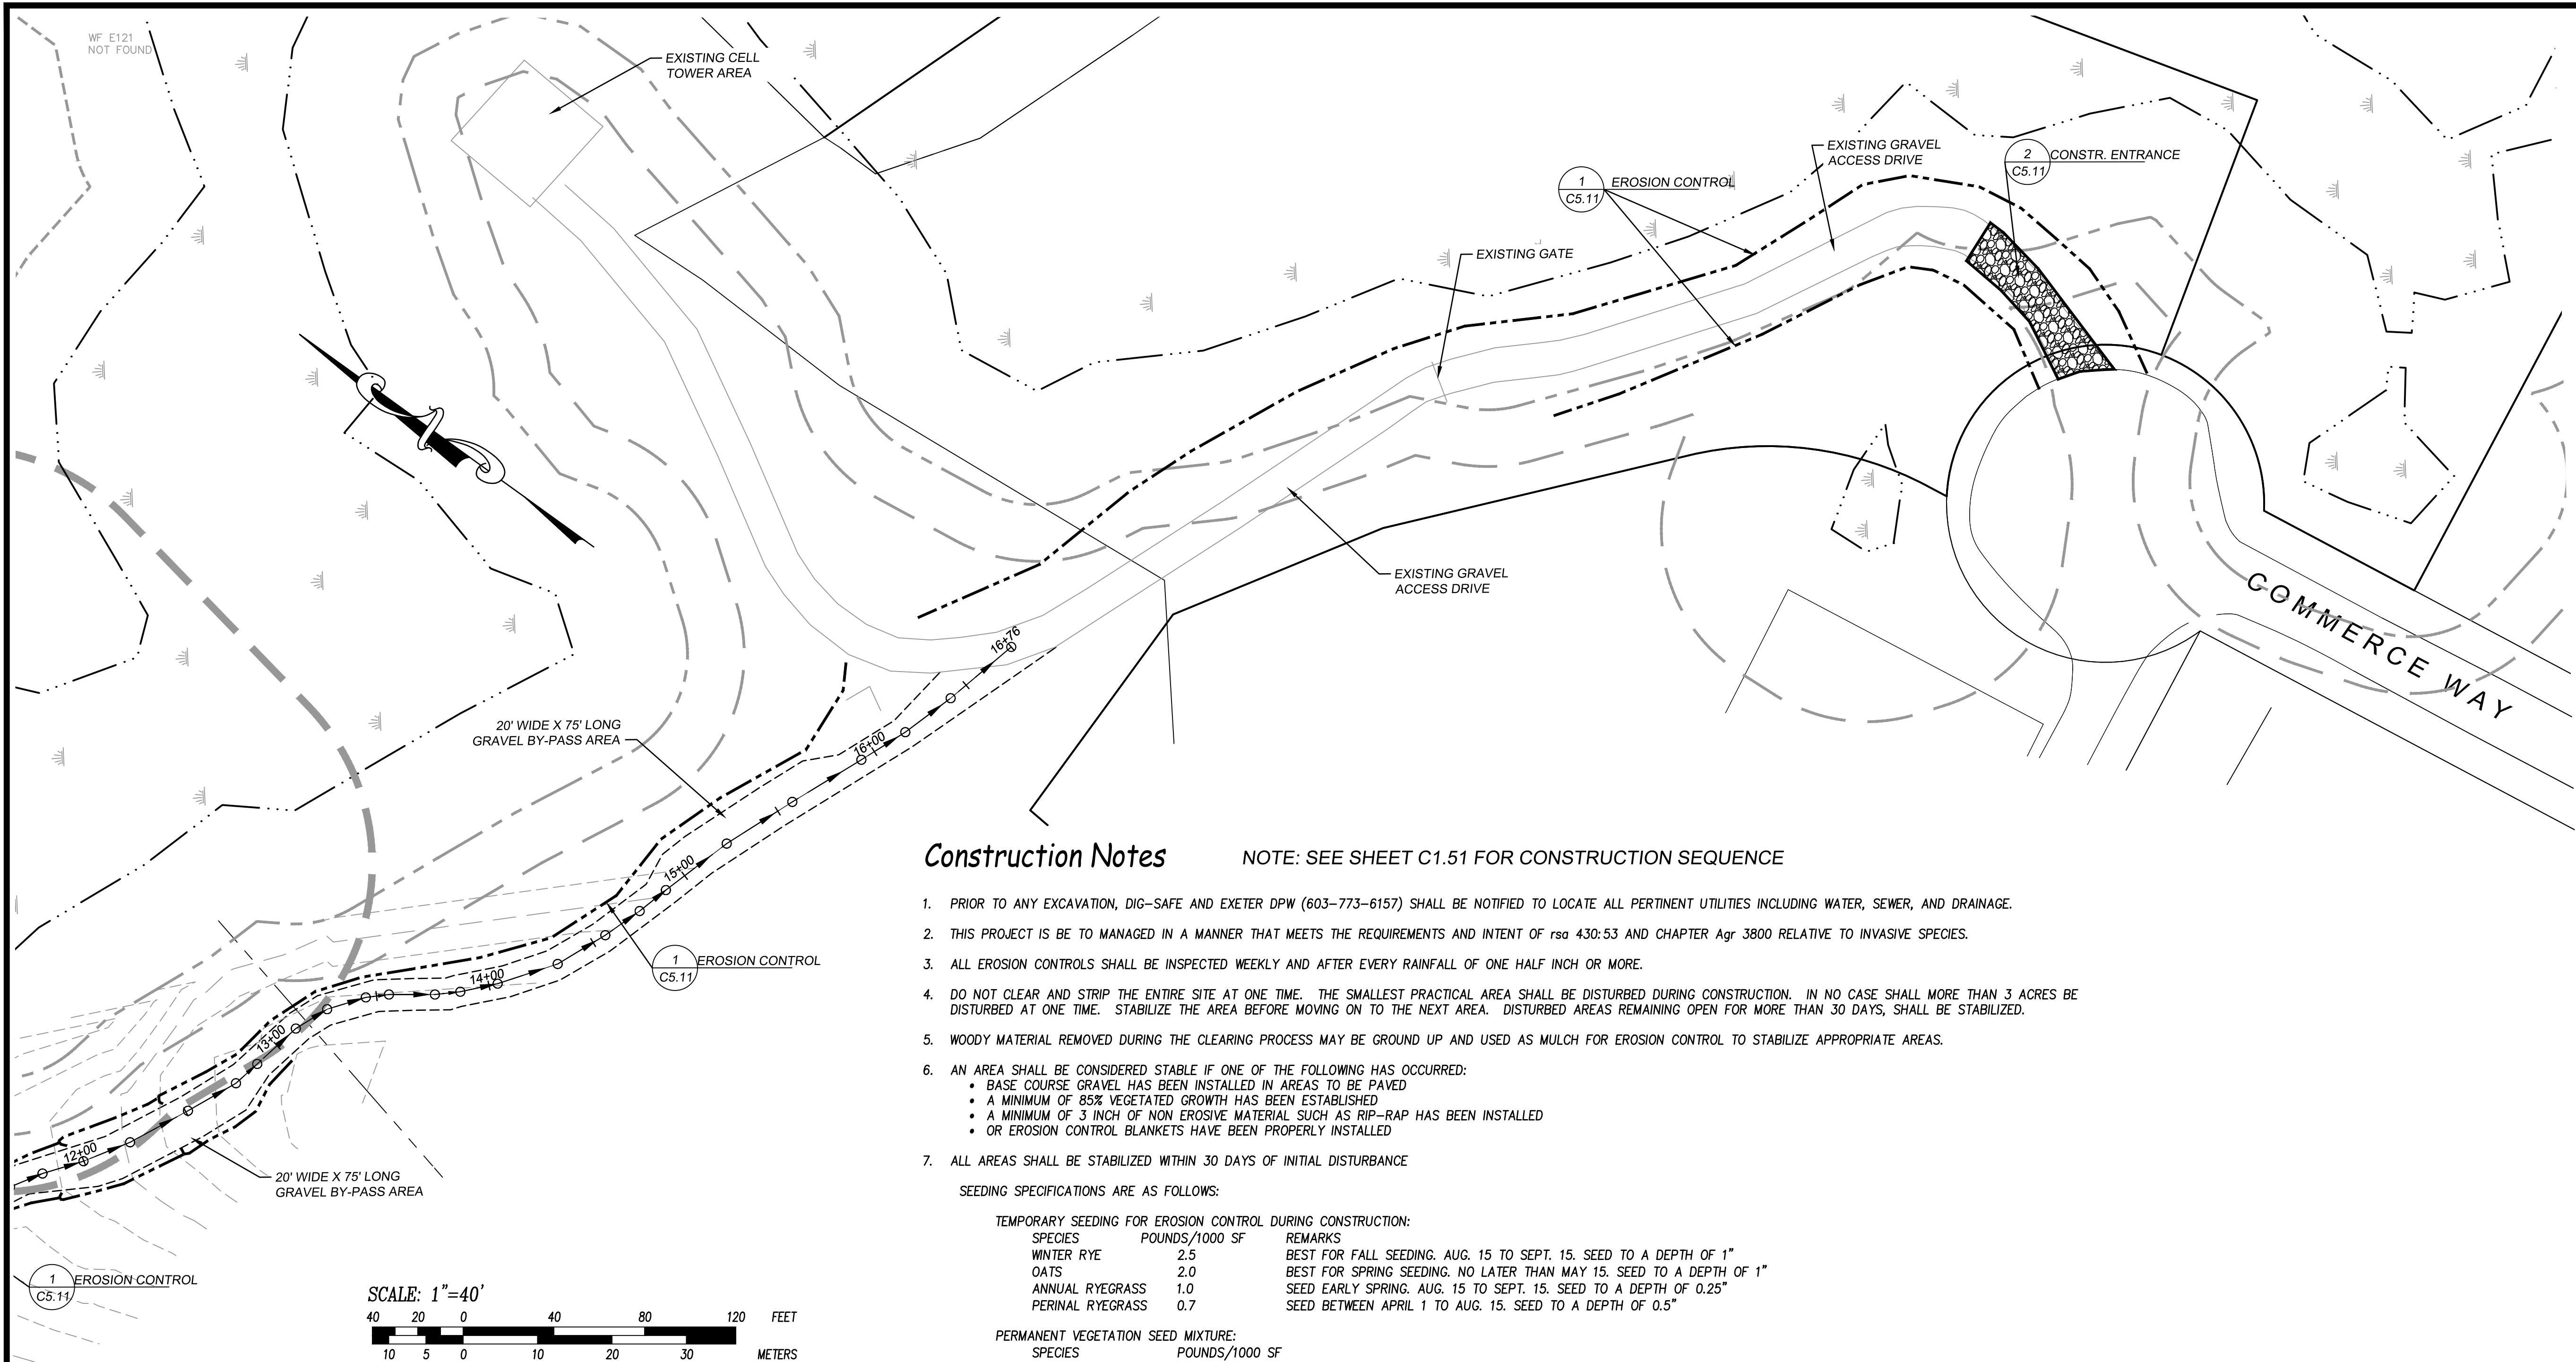 WF E121
NOT FOUND
EXISTING CELL
TOWER AREA
EXISTING GRAVEL
ACCESS DRIVE
2
C5.11
CONSTR. ENTRANCE
1
C5.11
EROSION CONTROL
EXISTING GATE
EXISTING GRAVEL
ACCESS DRIVE
COMMERCE WAY
16+76
20' WIDE X 75' LONG
GRAVEL BY-PASS AREA
16+00
15+00
1
C5.11
EROSION CONTROL
14+00
13+00
12+00
20' WIDE X 75' LONG
GRAVEL BY-PASS AREA
1
C5.11
EROSION CONTROL
SCALE: 1"=40'
40 20 0 40 80 120 FEET
10 5 0 10 20 30 METERS
Construction Notes
NOTE: SEE SHEET C1.51 FOR CONSTRUCTION SEQUENCE
1. PRIOR TO ANY EXCAVATION, DIG-SAFE AND EXETER DPW (603-773-6157) SHALL BE NOTIFIED TO LOCATE ALL PERTINENT UTILITIES INCLUDING WATER, SEWER, AND DRAINAGE.
2. THIS PROJECT IS BE TO MANAGED IN A MANNER THAT MEETS THE REQUIREMENTS AND INTENT OF rsa 430:53 AND CHAPTER Agr 3800 RELATIVE TO INVASIVE SPECIES.
3. ALL EROSION CONTROLS SHALL BE INSPECTED WEEKLY AND AFTER EVERY RAINFALL OF ONE HALF INCH OR MORE.
4. DO NOT CLEAR AND STRIP THE ENTIRE SITE AT ONE TIME. THE SMALLEST PRACTICAL AREA SHALL BE DISTURBED DURING CONSTRUCTION. IN NO CASE SHALL MORE THAN 3 ACRES BE
DISTURBED AT ONE TIME. STABILIZE THE AREA BEFORE MOVING ON TO THE NEXT AREA. DISTURBED AREAS REMAINING OPEN FOR MORE THAN 30 DAYS, SHALL BE STABILIZED.
5. WOODY MATERIAL REMOVED DURING THE CLEARING PROCESS MAY BE GROUND UP AND USED AS MULCH FOR EROSION CONTROL TO STABILIZE APPROPRIATE AREAS.
6. AN AREA SHALL BE CONSIDERED STABLE IF ONE OF THE FOLLOWING HAS OCCURRED:
• BASE COURSE GRAVEL HAS BEEN INSTALLED IN AREAS TO BE PAVED
• A MINIMUM OF 85% VEGETATED GROWTH HAS BEEN ESTABLISHED
• A MINIMUM OF 3 INCH OF NON EROSIVE MATERIAL SUCH AS RIP-RAP HAS BEEN INSTALLED
• OR EROSION CONTROL BLANKETS HAVE BEEN PROPERLY INSTALLED
7. ALL AREAS SHALL BE STABILIZED WITHIN 30 DAYS OF INITIAL DISTURBANCE
SEEDING SPECIFICATIONS ARE AS FOLLOWS:
TEMPORARY SEEDING FOR EROSION CONTROL DURING CONSTRUCTION:
SPECIES POUNDS/1000 SF REMARKS
WINTER RYE 2.5 BEST FOR FALL SEEDING. AUG. 15 TO SEPT. 15. SEED TO A DEPTH OF 1"
OATS 2.0 BEST FOR SPRING SEEDING. NO LATER THAN MAY 15. SEED TO A DEPTH OF 1"
ANNUAL RYEGRASS 1.0 SEED EARLY SPRING. AUG. 15 TO SEPT. 15. SEED TO A DEPTH OF 0.25"
PERINAL RYEGRASS 0.7 SEED BETWEEN APRIL 1 TO AUG. 15. SEED TO A DEPTH OF 0.5"
PERMANENT VEGETATION SEED MIXTURE:
SPECIES POUNDS/1000 SF